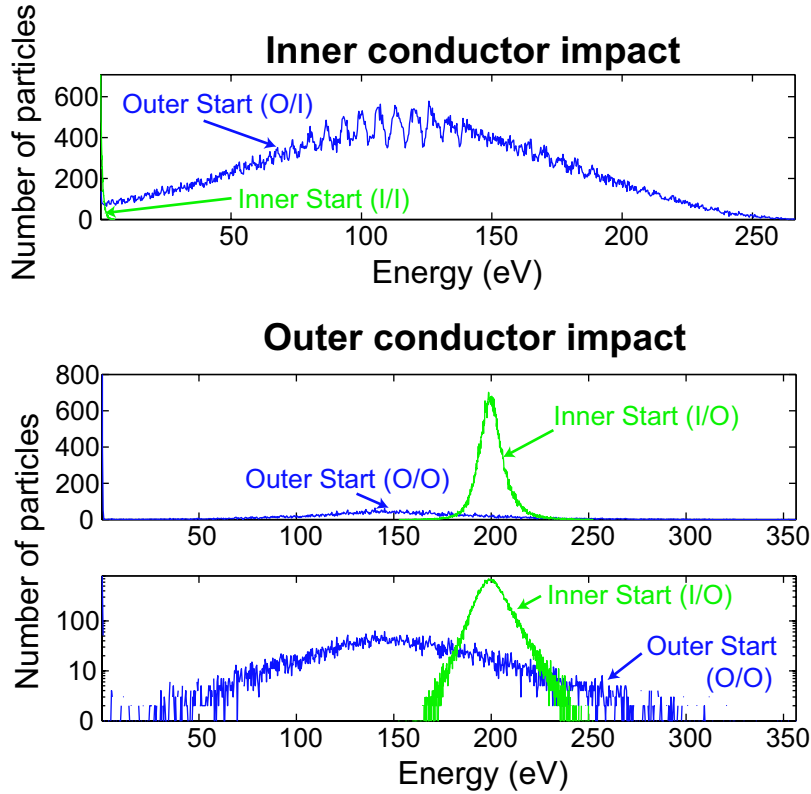 Inner conductor impact
Number of particles
600
400
200
0
Outer Start (O/I)
Inner Start (I/I)
50
100
150
200
250
Energy (eV)
Outer conductor impact
Number of particles
800
600
400
200
0
Inner Start (I/O)
Outer Start (O/O)
50
100
150
200
250
300
350
100
10
0
Inner Start (I/O)
Outer Start
(O/O)
50
100
150
200
250
300
350
Energy (eV)